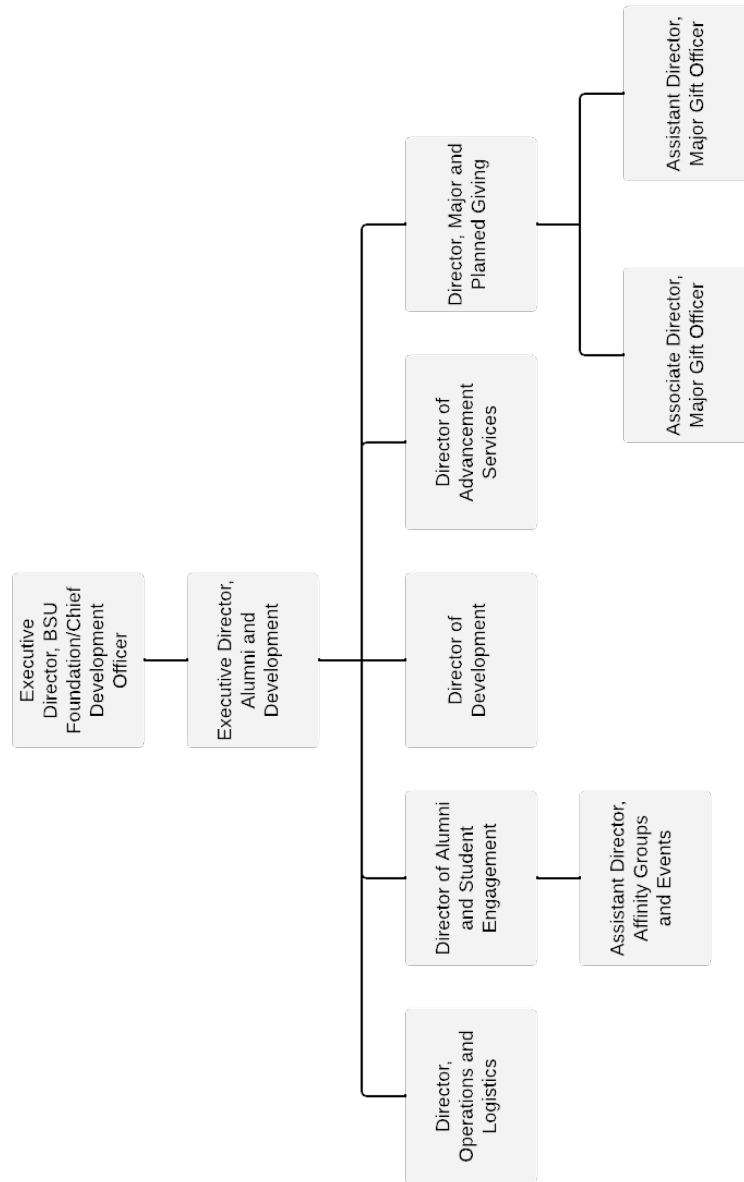 Executive
Director, BSU
Foundation/Chief
Development
Officer
Executive Director,
Alumni and
Development
Director,
Operations and
Logistics
Director of Alumni
and Student
Engagement
Director of
Development
Director of
Advancement
Services
Director, Major and
Planned Giving
Assistant Director,
Affinity Groups
and Events
Associate Director,
Major Gift Officer
Assistant Director,
Major Gift Officer